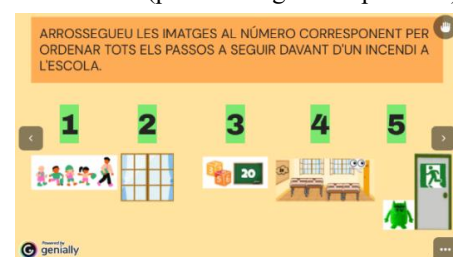 ARROSSEGUEU LES IMATGES AL NÚMERO CORRESPONENT PER
ORDENAR TOTS ELS PASSOS A SEGUIR DAVANT D'UN INCENDI A
L'ESCOLA.
1 2 3 4 5
20
Powered by
genially